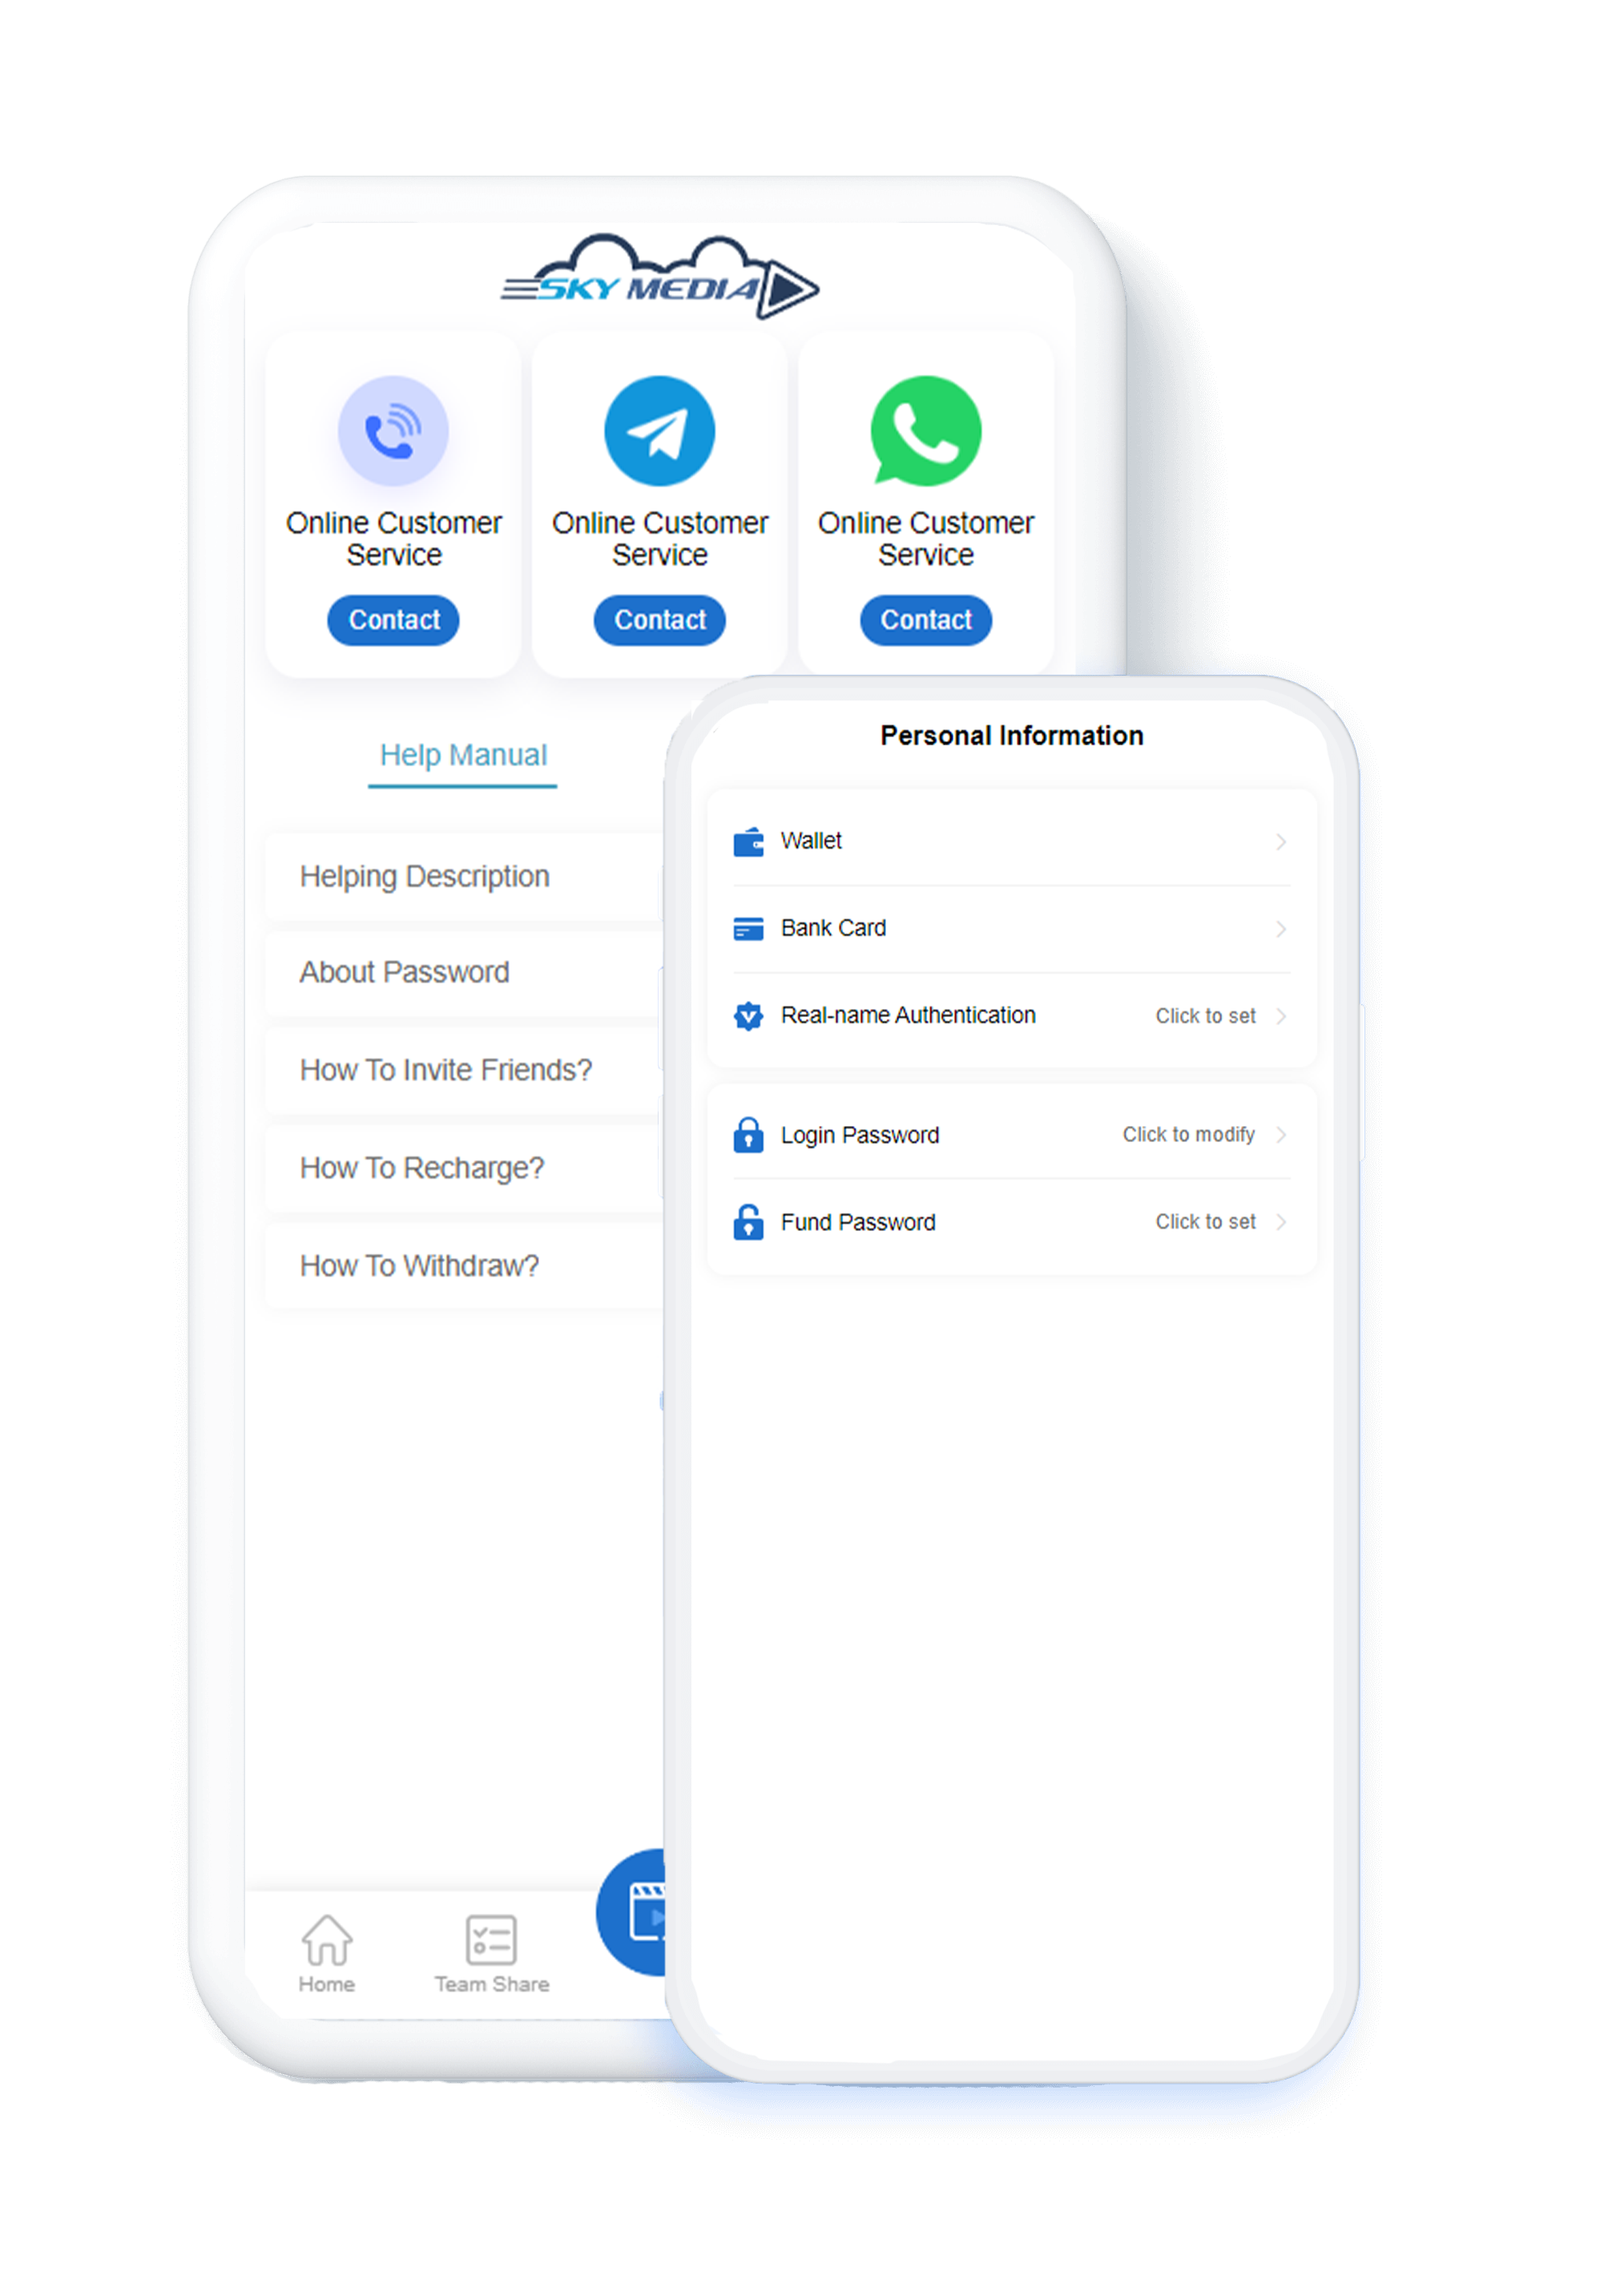 SKY MEDIA
Online Customer
Service
Contact
Online Customer
Service
Contact
Online Customer
Service
Contact
Help Manual
Helping Description
About Password
How To Invite Friends?
How To Recharge?
How To Withdraw?
Home
Team Share
Personal Information
Wallet
Bank Card
Real-name Authentication Click to set
Login Password Click to modify
Fund Password Click to set